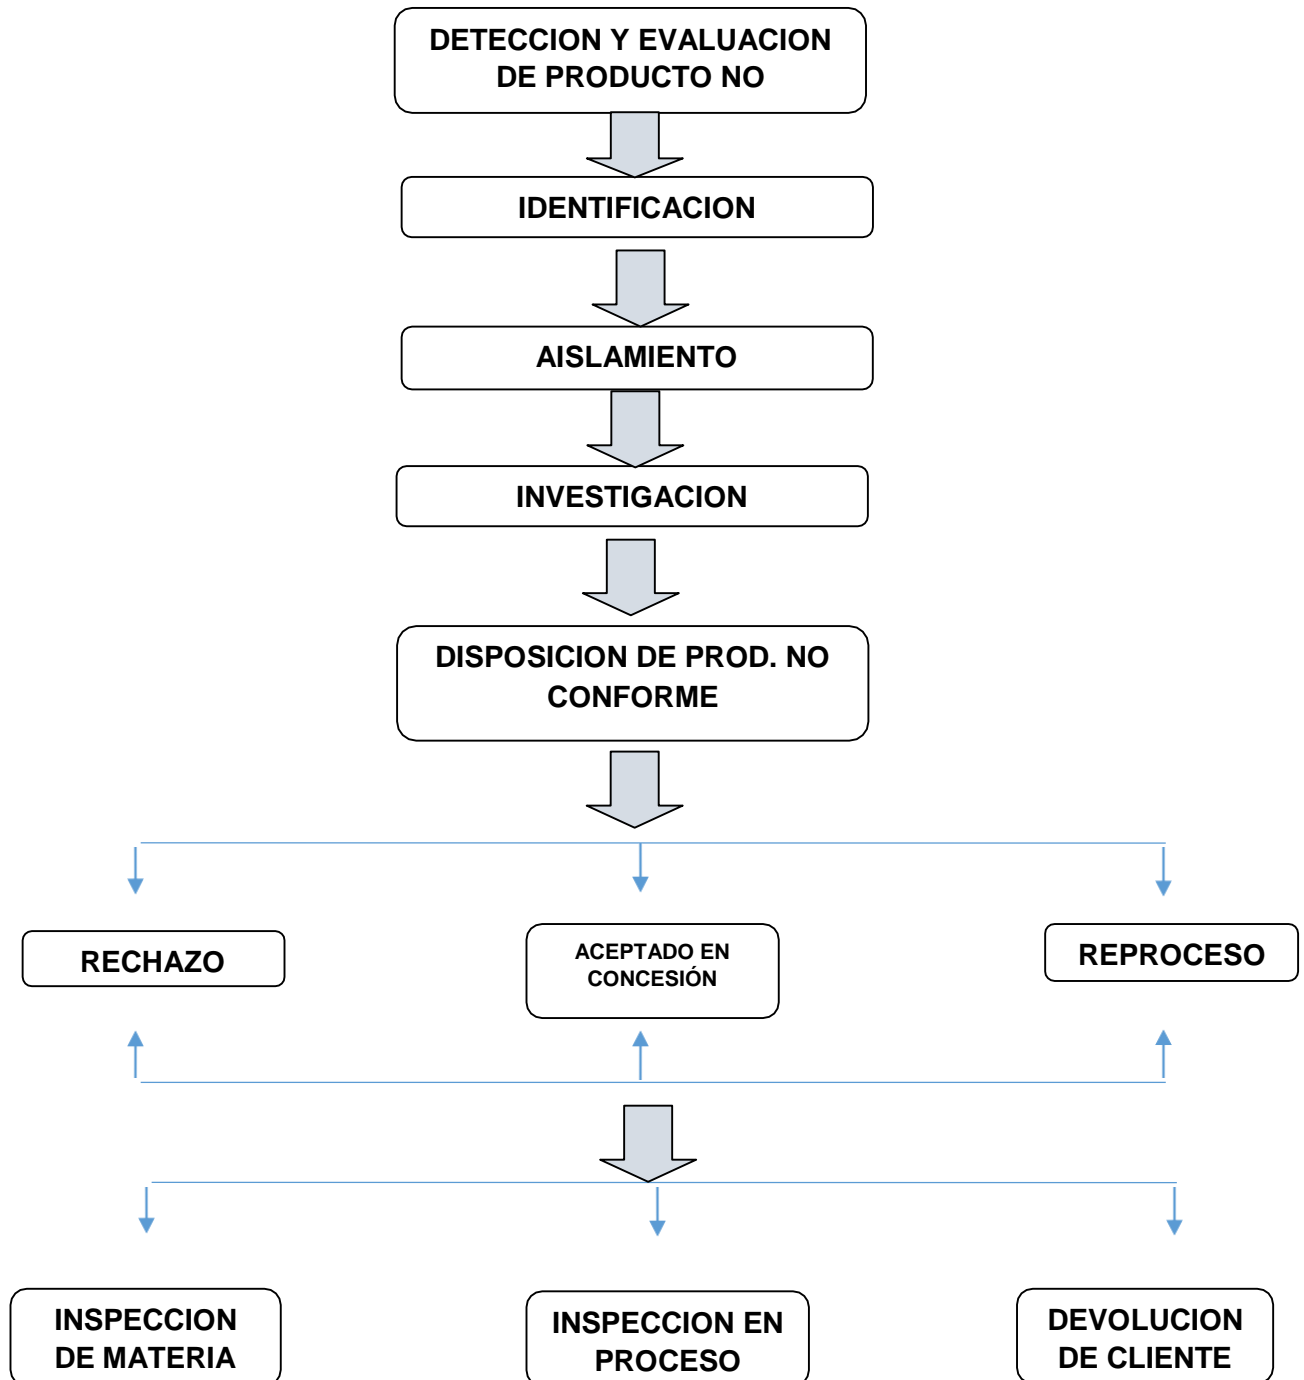 DETECCION Y EVALUACION
DE PRODUCTO NO
IDENTIFICACION
AISLAMIENTO
INVESTIGACION
DISPOSICION DE PROD. NO
CONFORME
RECHAZO
ACEPTADO EN
CONCESIÓN
REPROCESO
INSPECCION
DE MATERIA
INSPECCION EN
PROCESO
DEVOLUCION
DE CLIENTE